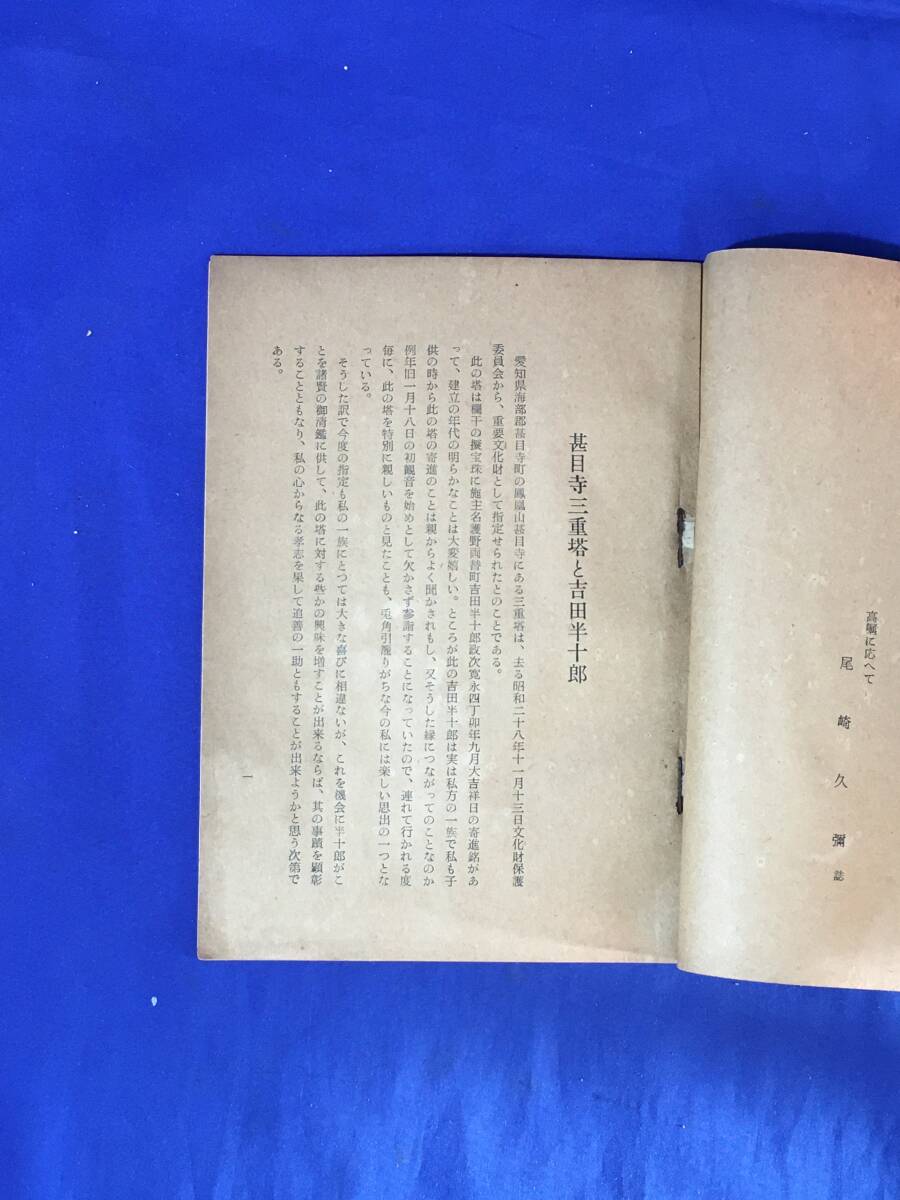 高嘱に応へて
尾崎久彌 誌
甚目寺三重塔と吉田半十郎
愛知県海部郡甚目寺町の鳳凰山甚目寺にある三重塔は、去る昭和二十八年十一月十三日文化財保護
委員会から、重要文化財として指定せられたとのことである。
此の塔は欄干の擬宝珠に施主名護野両替町吉田半十郎政次寛永四丁卯年九月大吉祥日の寄進銘があ
って、建立の年代の明らかなことは大変嬉しい。ところが此の吉田半十郎は実は私方の一族で私も子
供の時から此の塔の寄進のことは親からよく聞かされもし、又そうした縁につながってのことなのか
例年旧一月十八日の初観音を始めとして欠かさず参詣することになっていたので、連れて行かれる度
毎に、此の塔を特別に親しいものと見たことも、兎角引籠りがちな今の私には楽しい思出の一つとな
っている。
そうした訳で今度の指定も私の一族にとつては大きな喜びに相違ないが、これを機会に半十郎がこ
とを諸賢の御清鑑に供して、此の塔に対する些かの興味を増すことが出来るならば、其の事蹟を顕彰
することともなり、私の心からなる孝志を果して追善の一助ともすることが出来ようかと思う次第で
ある。
一